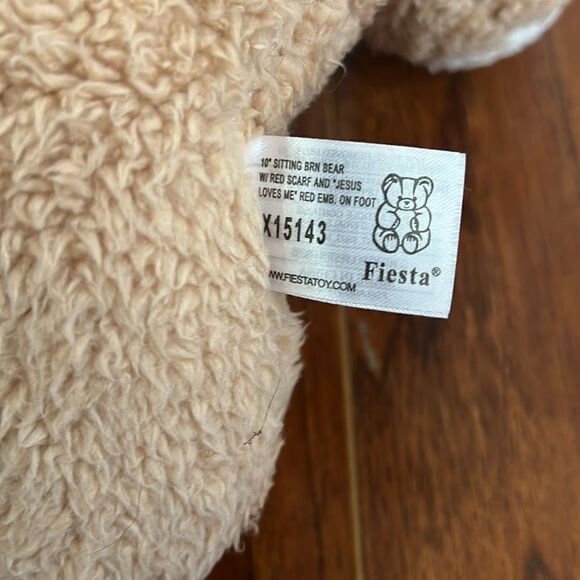 10" SITTING BRN BEAR
W/ RED SCARF AND "JESUS
LOVES ME" RED EMB. ON FOOT
X15143
WWW.FIESTATOY.COM
Fiesta®